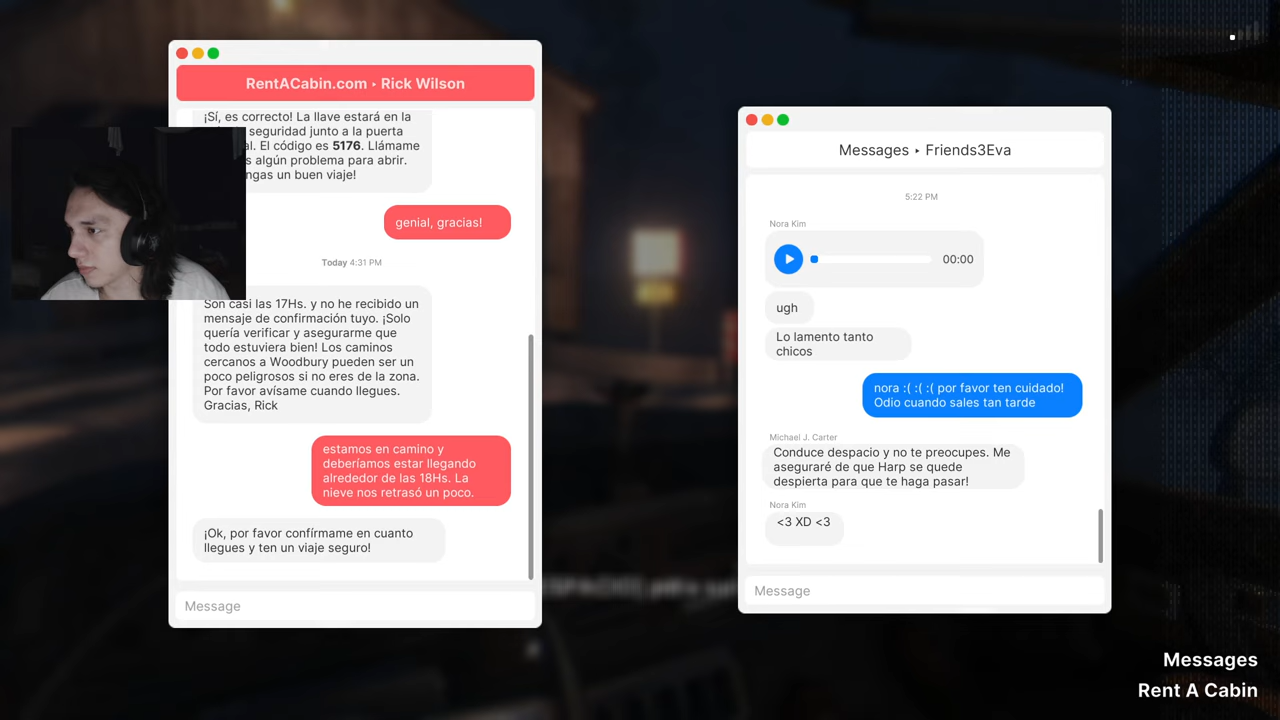 RentACabin.com ‣ Rick Wilson
¡Sí, es correcto! La llave estará en la
seguridad junto a la puerta
El código es 5176. Llámame
algún problema para abrir.
un buen viaje!
genial, gracias!
Today 4:31 PM
Son casi las 17Hs. y no he recibido un
mensaje de confirmación tuyo. ¡Solo
quería verificar y asegurarme que
todo estuviera bien! Los caminos
cercanos a Woodbury pueden ser un
poco peligrosos si no eres de la zona.
Por favor avísame cuando llegues.
Gracias, Rick
estamos en camino y
deberíamos estar llegando
alrededor de las 18Hs. La
nieve nos retrasó un poco.
¡Ok, por favor confírmame en cuanto
llegues y ten un viaje seguro!
Message
Messages ‣ Friends3Eva
5:22 PM
Nora Kim
00:00
ugh
Lo lamento tanto
chicos
nora :( :( :( por favor ten cuidado!
Odio cuando sales tan tarde
Michael J. Carter
Conduce despacio y no te preocupes. Me
aseguraré de que Harp se quede
despierta para que te haga pasar!
Nora Kim
<3 XD <3
Message
Messages
Rent A Cabin